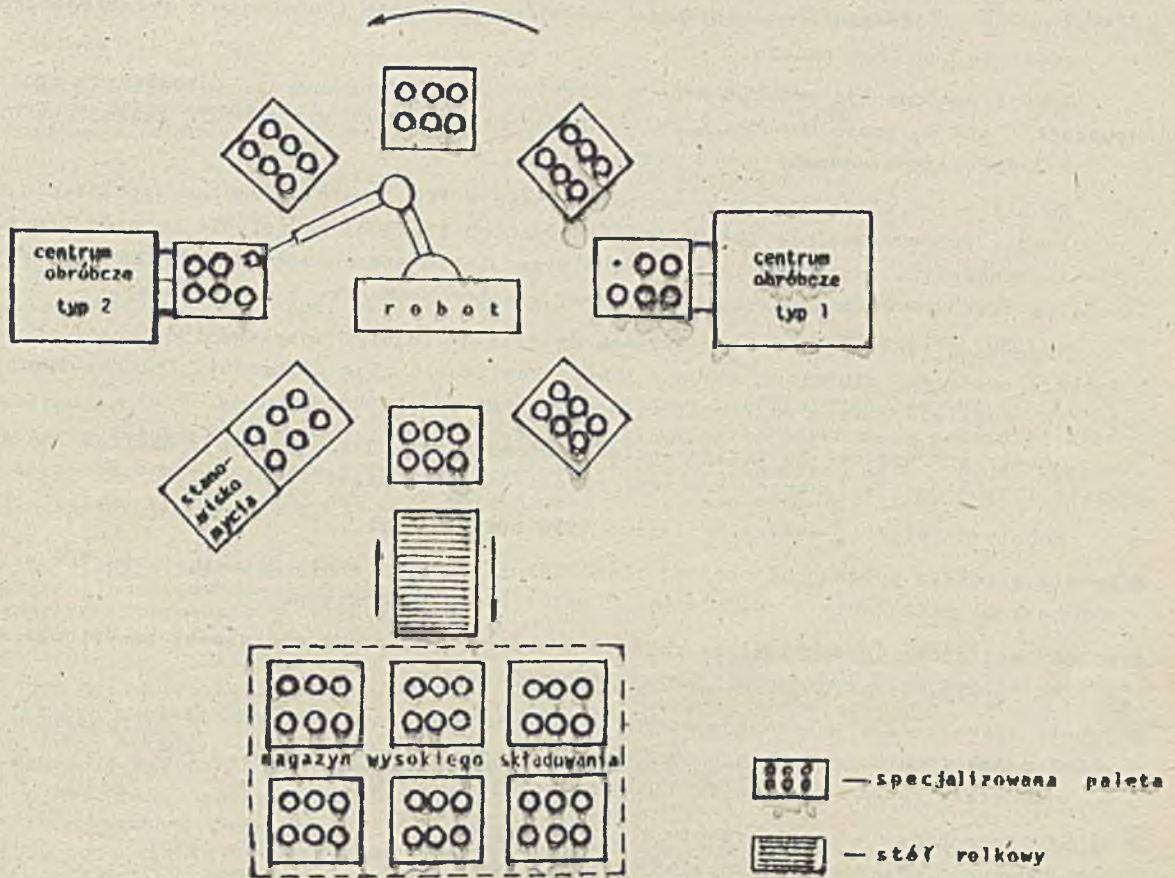 centrum
obróbcze
typ 2
robot
centrum
obróbcze
typ 1
stano-
wisko
mycia
magazyn wysokiego składowania
— specjalizowana paleta
— stół rolkowy